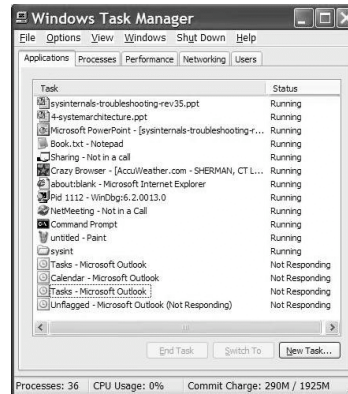 Windows Task Manager
File Options View Windows Shut Down Help
Applications Processes Performance Networking Users
Task Status
sysinternals-troubleshooting-rev35.ppt Running
4-systemarchitecture.ppt Running
Microsoft PowerPoint - [sysinternals-troubleshooting-r... Running
Book.txt - Notepad Running
Sharing - Not in a call Running
Crazy Browser - [AccuWeather.com - SHERMAN, CT L... Running
about:blank - Microsoft Internet Explorer Running
Pid 1112 - WinDbg:6.2.0013.0 Running
NetMeeting - Not in a Call Running
Command Prompt Running
untitled - Paint Running
sysint Running
Tasks - Microsoft Outlook Not Responding
Calendar - Microsoft Outlook Not Responding
Tasks - Microsoft Outlook Not Responding
Unflagged - Microsoft Outlook (Not Responding) Not Responding
End Task Switch To New Task...
Processes: 36 CPU Usage: 0% Commit Charge: 290M / 1925M